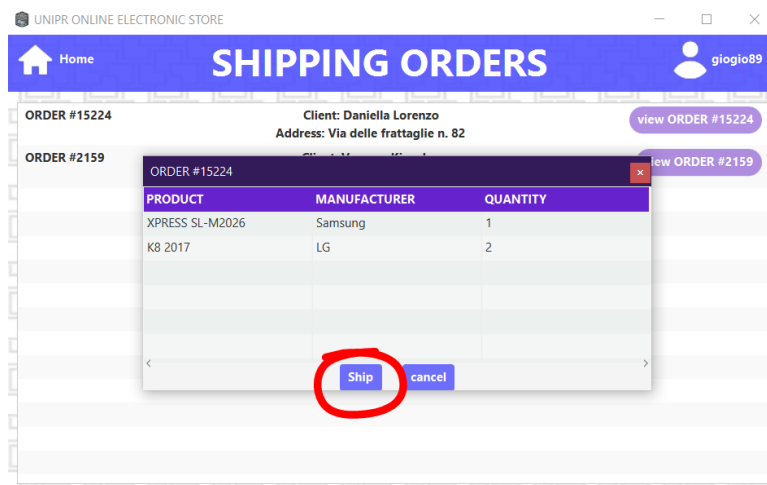 UNIPR ONLINE ELECTRONIC STORE
Home
SHIPPING ORDERS
giogio89
ORDER #15224
Client: Daniella Lorenzo
view ORDER #15224
Address: Via delle frattaglie n. 82
ORDER #2159
view ORDER #2159
ORDER #15224
PRODUCT MANUFACTURER QUANTITY
XPRESS SL-M2026 Samsung 1
K8 2017 LG 2
Ship
cancel